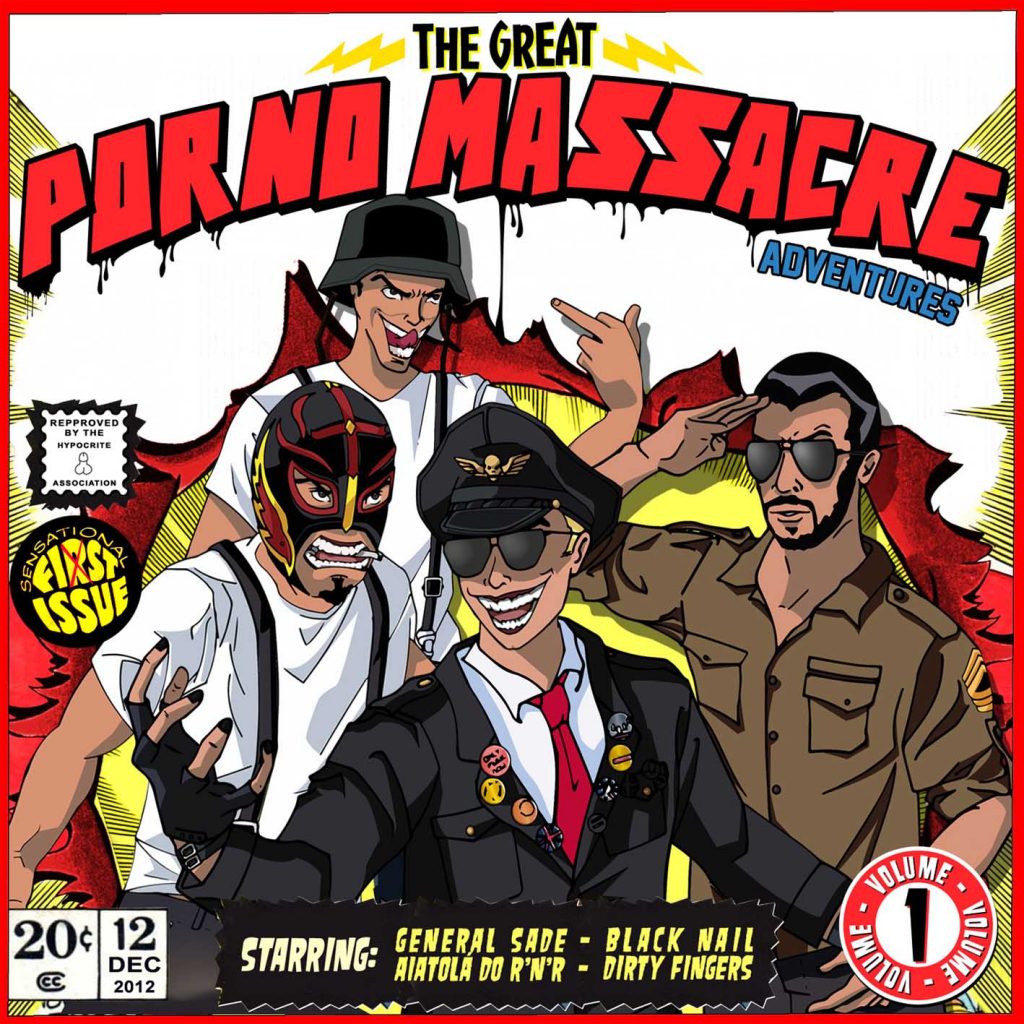 THE GREAT
PORNO MASSACRE
ADVENTURES
REPPROVED
BY THE
HYPOCRITE
ASSOCIATION
SENSATIONAL
FIRST
ISSUE
20¢
CC
12
DEC
2012
STARRING:
GENERAL SADE - BLACK NAIL
AIATOLÁ DO R'N'R - DIRTY FINGERS
VOLUME - VOLUME - VOLUME -
1